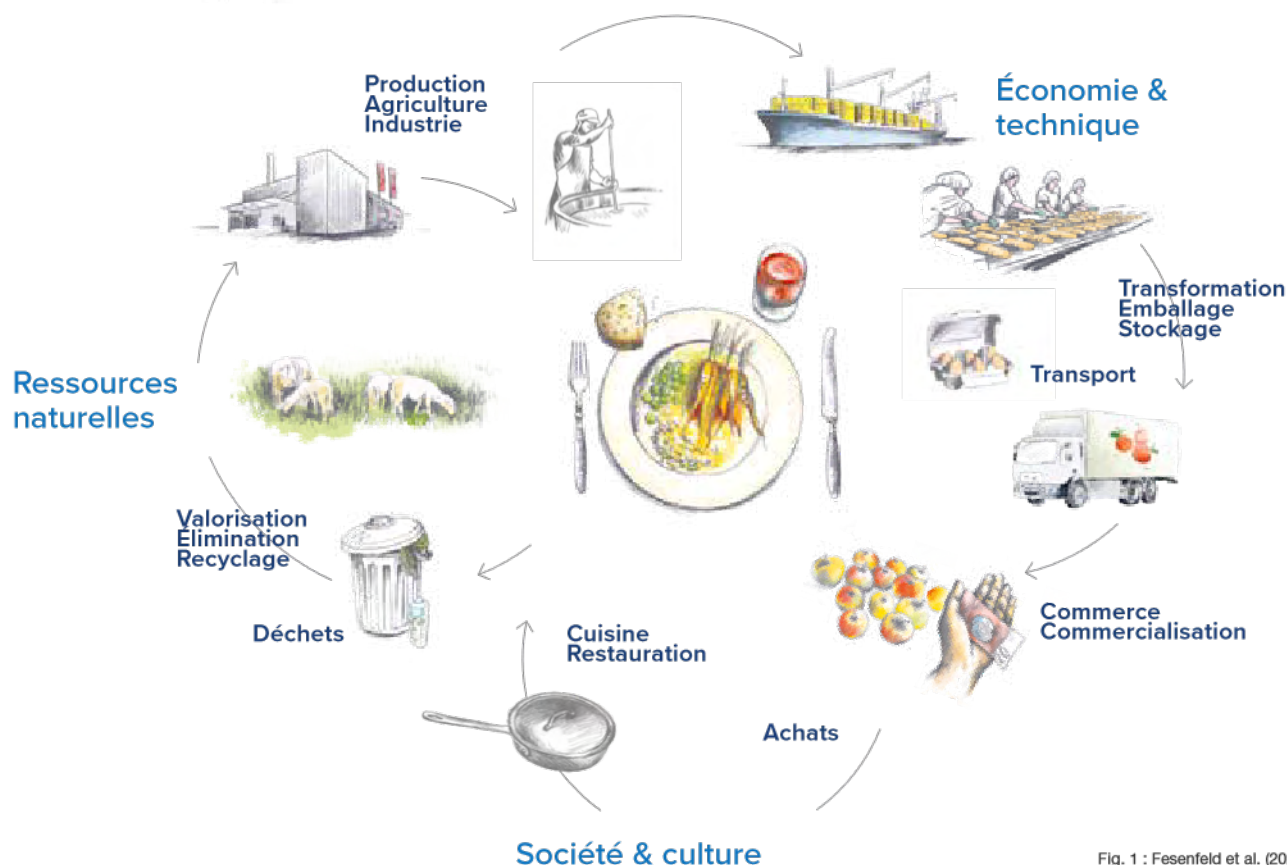 Production
Agriculture
Industrie
Économie &
technique
Transformation
Emballage
Stockage
Transport
Ressources
naturelles
Valorisation
Élimination
Recyclage
Déchets
Cuisine
Restauration
Commerce
Commercialisation
Achats
Société & culture
Fig. 1 : Fesenfeld et al. (20